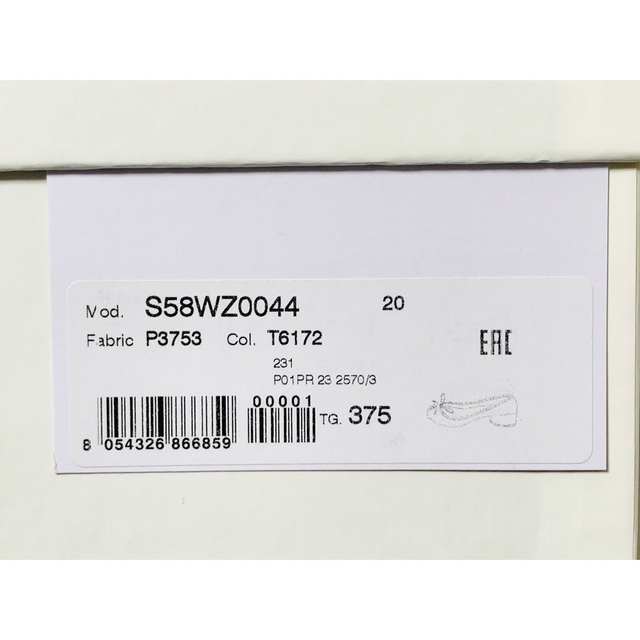 Mod. S58WZ0044 20
Fabric P3753 Col. T6172
EAC
231
P01PR 23 2570/3
00001
TG. 375
8 054326 866859